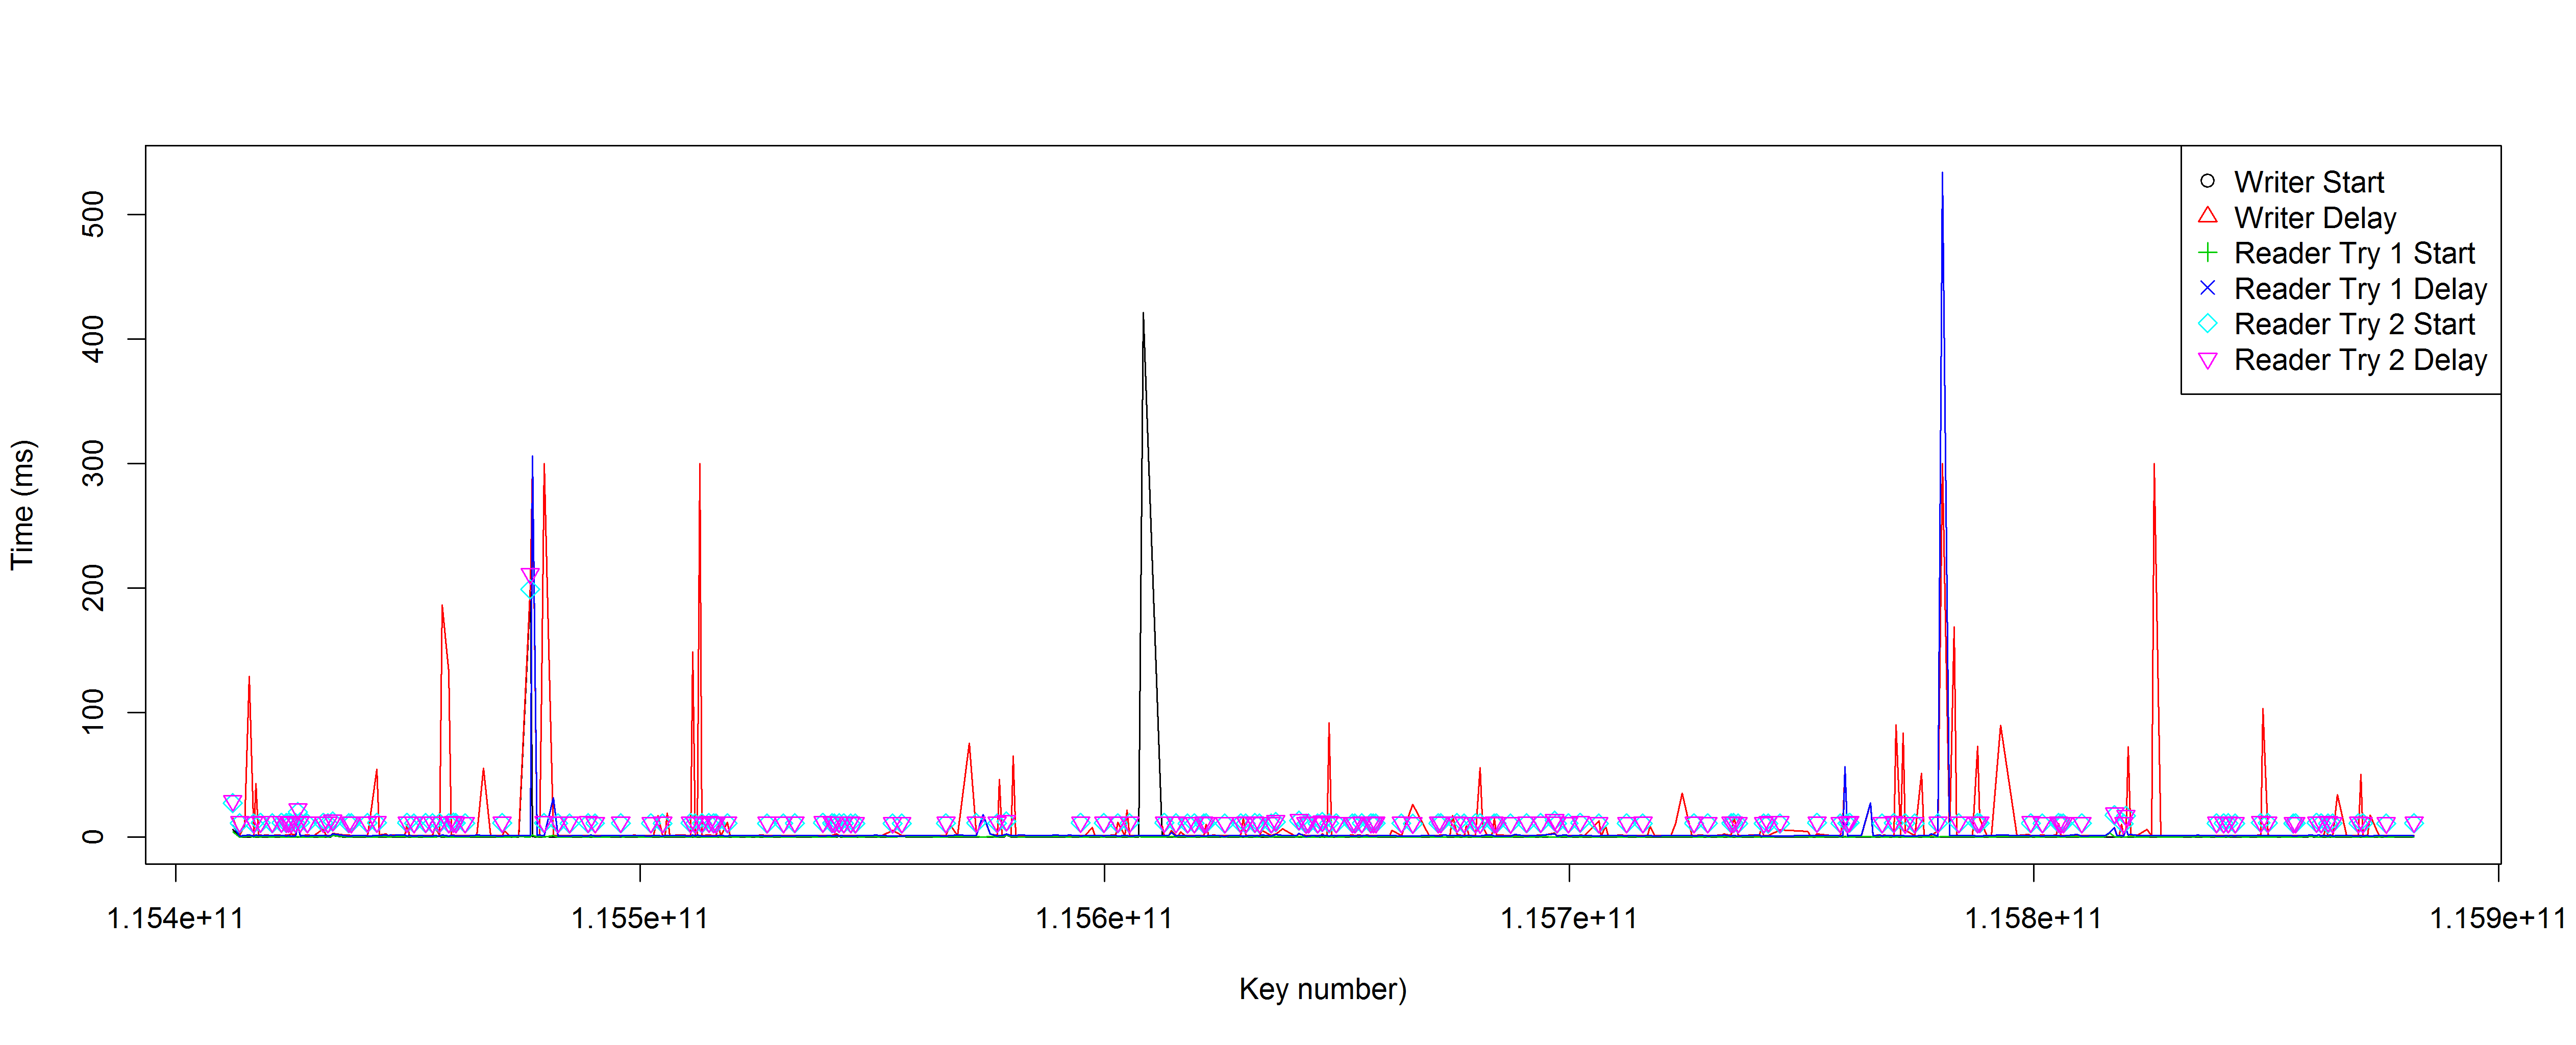 Writer Start
Writer Delay
Reader Try 1 Start
Reader Try 1 Delay
Reader Try 2 Start
Reader Try 2 Delay
Time (ms)
500
400
300
200
100
0
1.154e+11
1.155e+11
1.156e+11
1.157e+11
1.158e+11
1.159e+11
Key number)